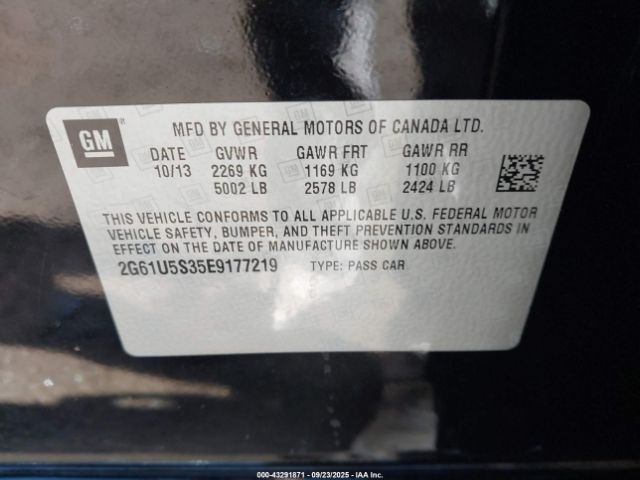 GM
MFD BY GENERAL MOTORS OF CANADA LTD.
DATE GVWR GAWR FRT GAWR RR
10/13 2269 KG 1169 KG 1100 KG
5002 LB 2578 LB 2424 LB
THIS VEHICLE CONFORMS TO ALL APPLICABLE U.S. FEDERAL MOTOR
VEHICLE SAFETY, BUMPER, AND THEFT PREVENTION STANDARDS IN
EFFECT ON THE DATE OF MANUFACTURE SHOWN ABOVE.
2G61U5S35E9177219 TYPE: PASS CAR
000-43291871 - 09/23/2025 - IAA, Inc.